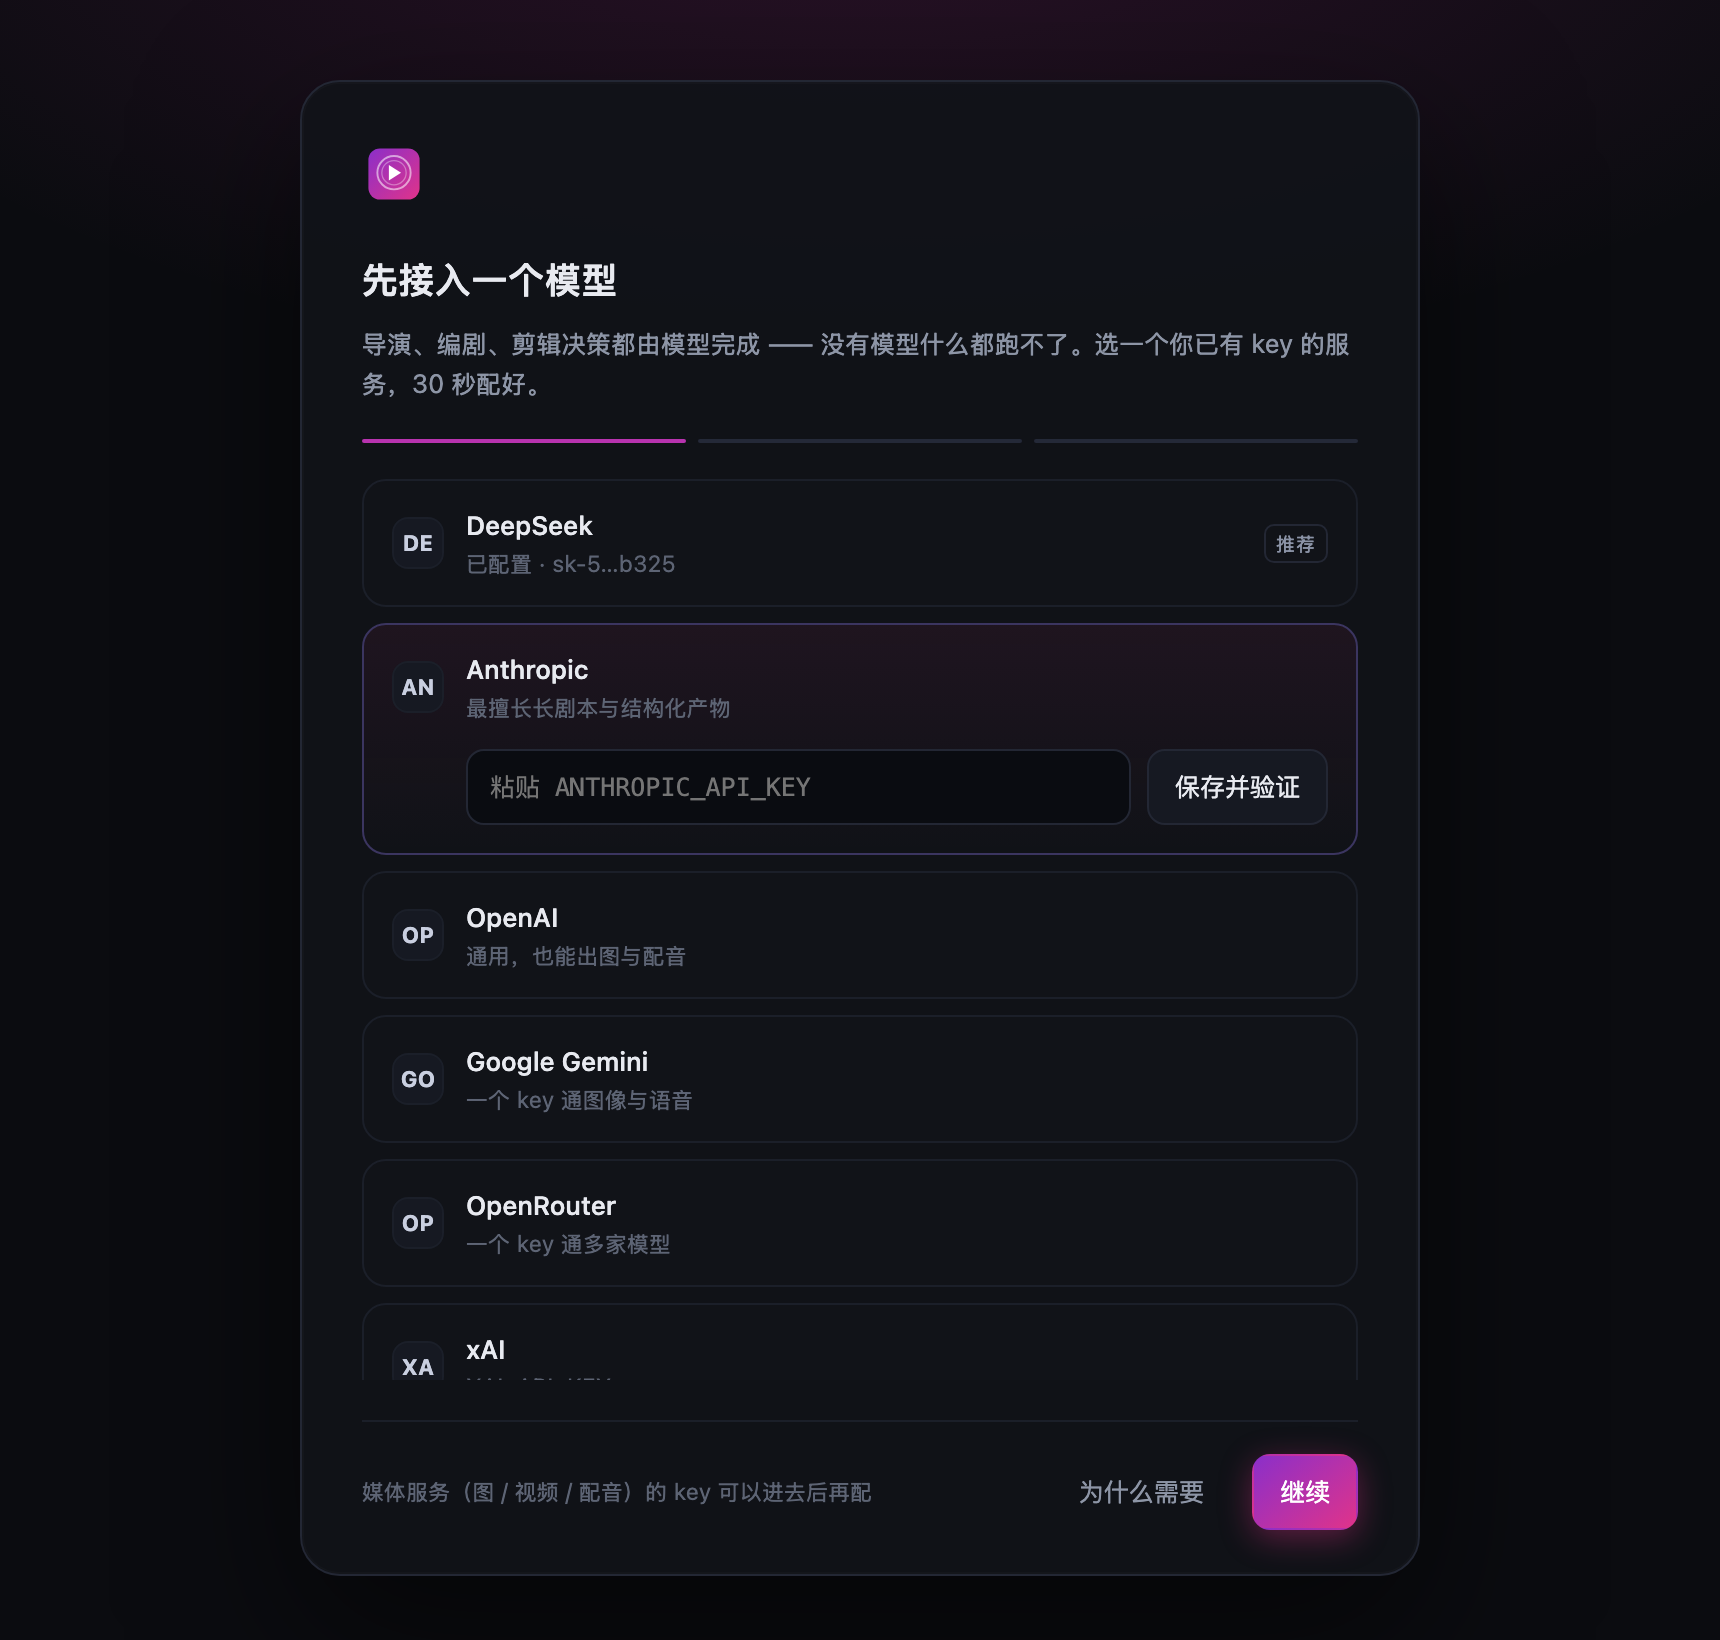 先接入一个模型
导演、编剧、剪辑决策都由模型完成 —— 没有模型什么都跑不了。选一个你已有 key 的服
务，30 秒配好。
DE
DeepSeek
已配置 · sk-5…b325
推荐
AN
Anthropic
最擅长长剧本与结构化产物
粘贴 ANTHROPIC_API_KEY
保存并验证
OP
OpenAI
通用，也能出图与配音
GO
Google Gemini
一个 key 通图像与语音
OP
OpenRouter
一个 key 通多家模型
XA
xAI
媒体服务（图 / 视频 / 配音）的 key 可以进去后再配
为什么需要
继续